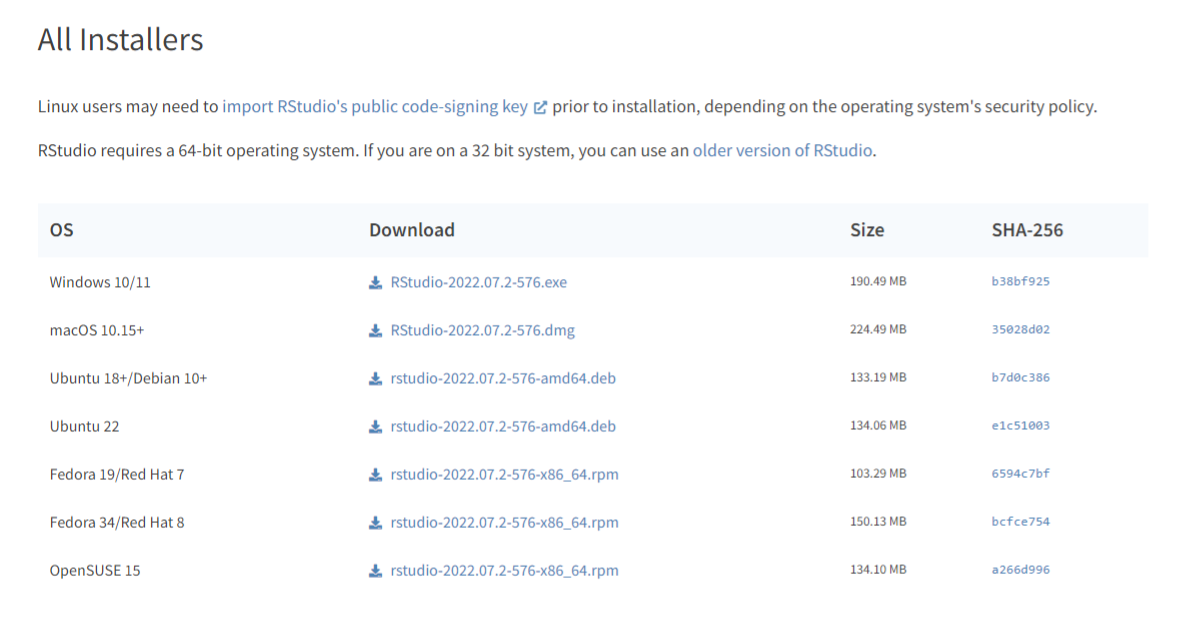 All Installers
Linux users may need to import RStudio's public code-signing key prior to installation, depending on the operating system's security policy.
RStudio requires a 64-bit operating system. If you are on a 32 bit system, you can use an older version of RStudio.
OS Download Size SHA-256
Windows 10/11 RStudio-2022.07.2-576.exe 190.49 MB b38bf925
macOS 10.15+ RStudio-2022.07.2-576.dmg 224.49 MB 35028d02
Ubuntu 18+/Debian 10+ rstudio-2022.07.2-576-amd64.deb 133.19 MB b7d0c386
Ubuntu 22 rstudio-2022.07.2-576-amd64.deb 134.06 MB e1c51003
Fedora 19/Red Hat 7 rstudio-2022.07.2-576-x86_64.rpm 103.29 MB 6594c7bf
Fedora 34/Red Hat 8 rstudio-2022.07.2-576-x86_64.rpm 150.13 MB bcfce754
OpenSUSE 15 rstudio-2022.07.2-576-x86_64.rpm 134.10 MB a266d996